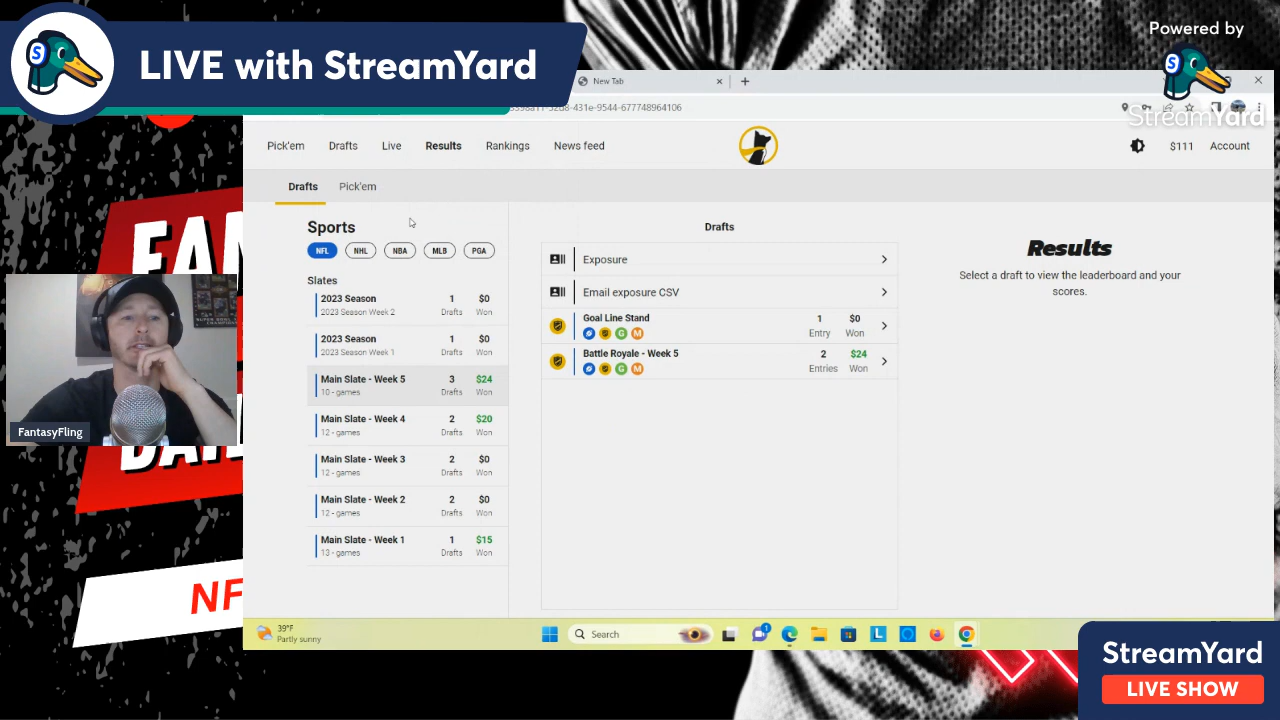 LIVE with StreamYard
Powered by
StreamYard
New Tab
31e-9544-677748964106
Pick'em
Drafts
Live
Results
Rankings
News feed
$111
Account
Drafts
Pick'em
Sports
NFL
NHL
NBA
MLB
PGA
Slates
2023 Season 1 $0
2023 Season Week 2 Drafts Won
2023 Season 1 $0
2023 Season Week 1 Drafts Won
Main Slate - Week 5 3 $24
10 - games Drafts Won
Main Slate - Week 4 2 $20
12 - games Drafts Won
Main Slate - Week 3 2 $0
12 - games Drafts Won
Main Slate - Week 2 2 $0
12 - games Drafts Won
Main Slate - Week 1 1 $15
13 - games Drafts Won
Drafts
Exposure
Email exposure CSV
Goal Line Stand 1 $0
G M Entry Won
Battle Royale - Week 5 2 $24
G M Entries Won
Results
Select a draft to view the leaderboard and your
scores.
FantasyFling
FA
DA
NF
39°F
Partly sunny
Search
1
L
StreamYard
LIVE SHOW